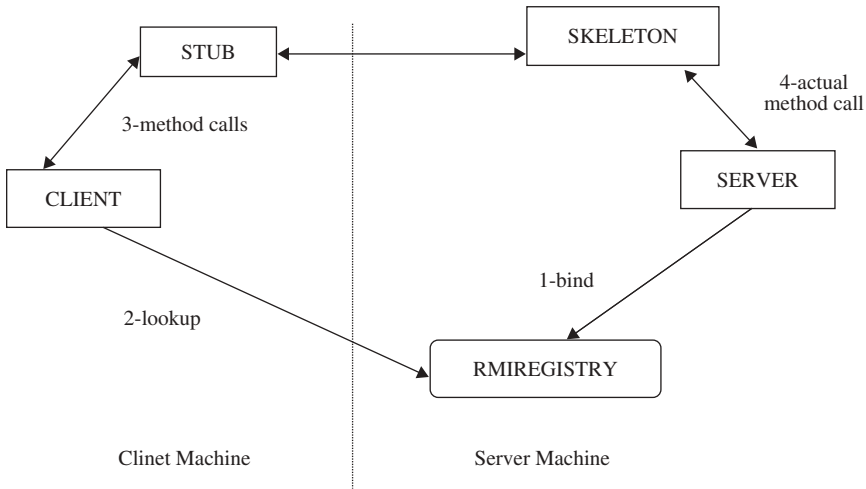 STUB
SKELETON
4-actual
method call
3-method calls
CLIENT
SERVER
1-bind
2-lookup
RMIREGISTRY
Clinet Machine
Server Machine